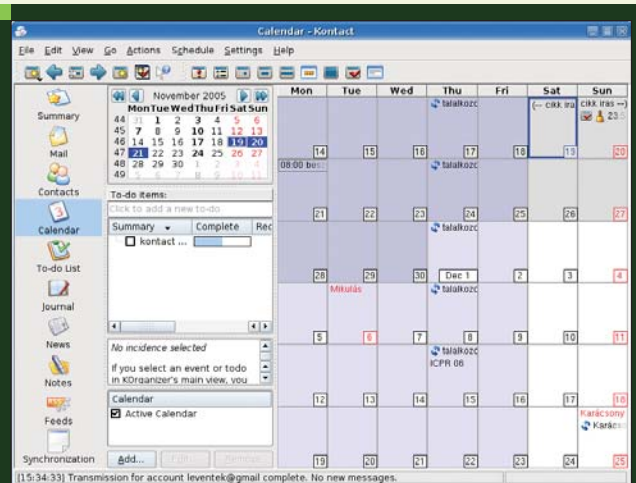 Calendar - Kontact
File Edit View Go Actions Schedule Settings Help
Summary
Mail
Contacts
Calendar
To-do List
Journal
News
Notes
Feeds
Synchronization
November 2005
Mon Tue Wed Thu Fri Sat Sun
44 31 1 2 3 4 5 6
45 7 8 9 10 11 12 13
46 14 15 16 17 18 19 20
47 21 22 23 24 25 26 27
48 28 29 30 1 2 3 4
49 5 6 7 8 9 10 11
To-do items:
Click to add a new to-do
Summary Complete Rec
kontact ...
No incidence selected
If you select an event or todo
in KOrganizer's main view, you
Calendar
Active Calendar
Add...
Mon Tue Wed Thu Fri Sat Sun
talalkozo (-- cikk ira cikk iras --)
14 15 16 17 18 19 20
08:00 talalkozo
21 22 23 24 25 26 27
talalkozo
28 29 30 Dec 1 2 3 4
Mikulás talalkozo
5 6 7 8 9 10 11
talalkozo
ICPR 06
12 13 14 15 16 17 18
Karácsony
Karács
19 20 21 22 23 24 25
[15:34:33] Transmission for account leventek@gmail complete. No new messages.